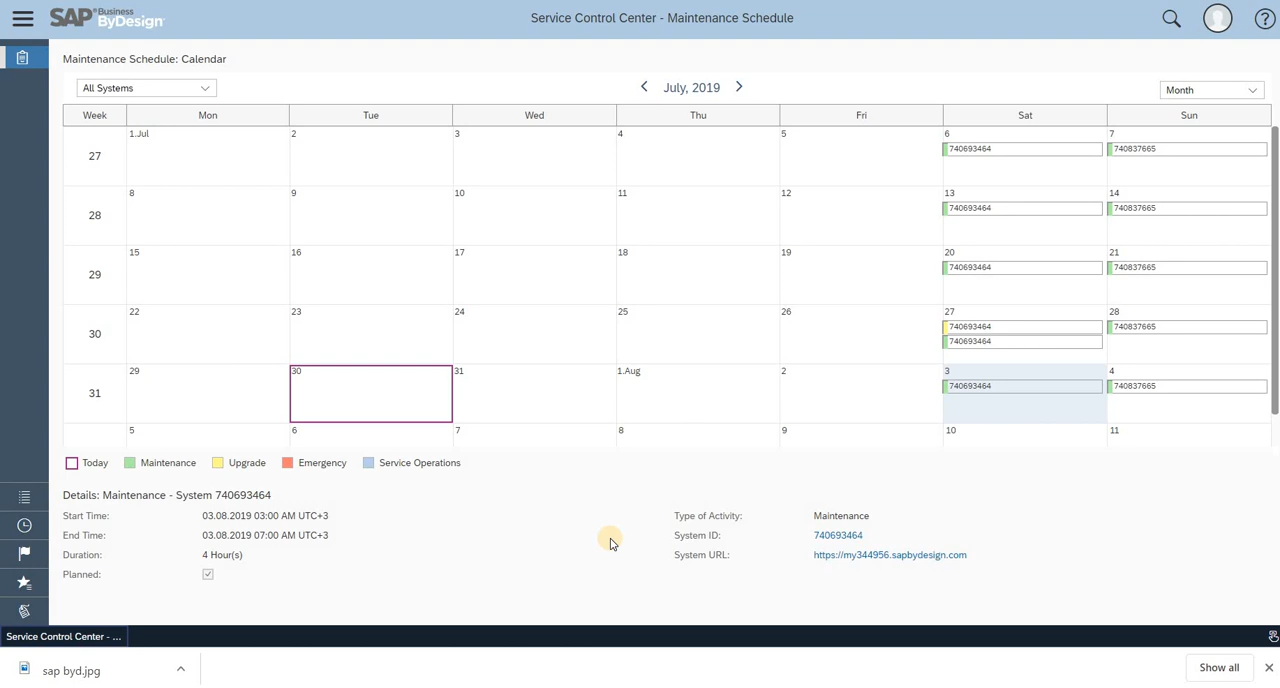 SAP Business ByDesign
Service Control Center - Maintenance Schedule
Maintenance Schedule: Calendar
All Systems
July, 2019
Month
Week Mon Tue Wed Thu Fri Sat Sun
27 1.Jul 2 3 4 5 6 7
740693464 740837665
28 8 9 10 11 12 13 14
740693464 740837665
29 15 16 17 18 19 20 21
740693464 740837665
30 22 23 24 25 26 27 28
740693464 740837665
740693464
31 29 30 31 1.Aug 2 3 4
740693464 740837665
5 6 7 8 9 10 11
Today Maintenance Upgrade Emergency Service Operations
Details: Maintenance - System 740693464
Start Time: 03.08.2019 03:00 AM UTC+3 Type of Activity: Maintenance
End Time: 03.08.2019 07:00 AM UTC+3 System ID: 740693464
Duration: 4 Hour(s) System URL: https://my344956.sapbydesign.com
Planned:
Service Control Center - ...
sap byd.jpg
Show all